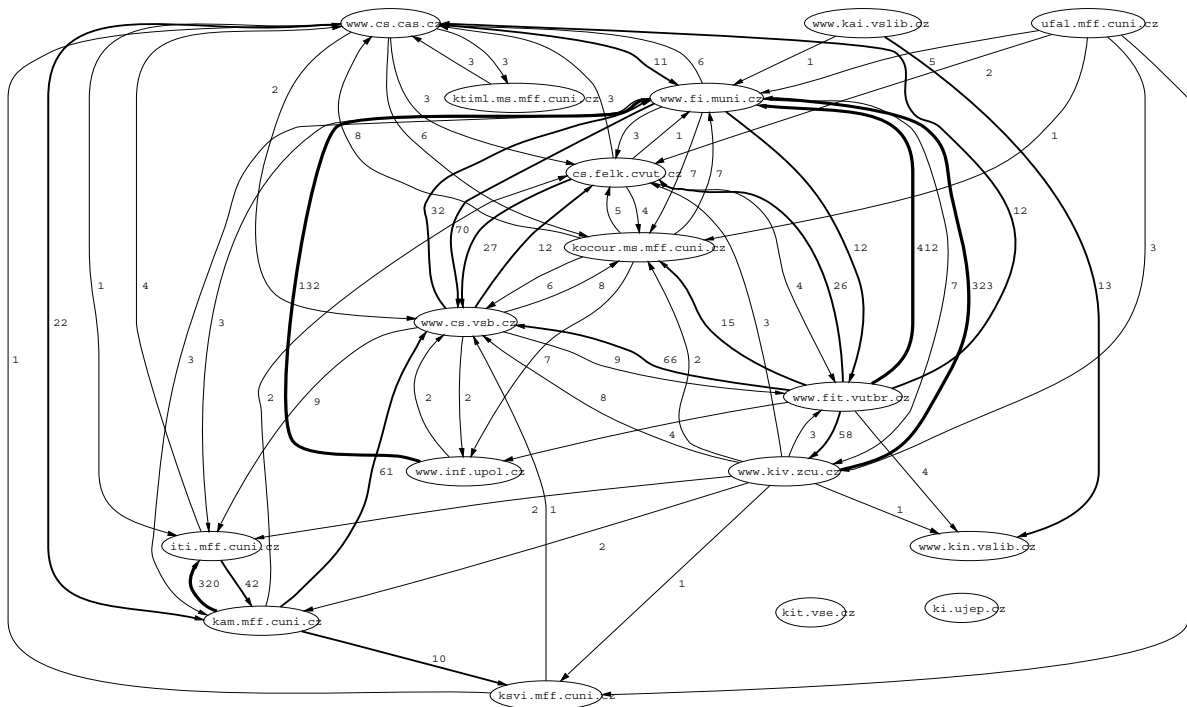 www.cs.cas.cz www.kai.vslib.cz ufal.mff.cuni.cz
3 3 11 6 1 5
2 3 3 2
ktiml.ms.mff.cuni.cz www.fi.muni.cz
8 6 3 1 1
cs.felk.cvut.cz 7 7
32 5 4 12
70 27 12 12 412 3
kocour.ms.mff.cuni.cz
1 4 132 6 8 4 26 7 323 13
22 3 www.cs.vsb.cz 15 3
1 3 7 9 66 2
2 9 2 2 8 www.fit.vutbr.cz
4 3 58
61 www.inf.upol.cz www.kiv.zcu.cz 4
2 1 1
iti.mff.cuni.cz 2 www.kin.vslib.cz
320 42 1
kam.mff.cuni.cz kit.vse.cz ki.ujep.cz
10
ksvi.mff.cuni.cz